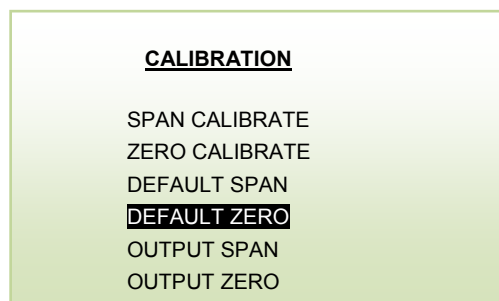 CALIBRATION
SPAN CALIBRATE
ZERO CALIBRATE
DEFAULT SPAN
DEFAULT ZERO
OUTPUT SPAN
OUTPUT ZERO